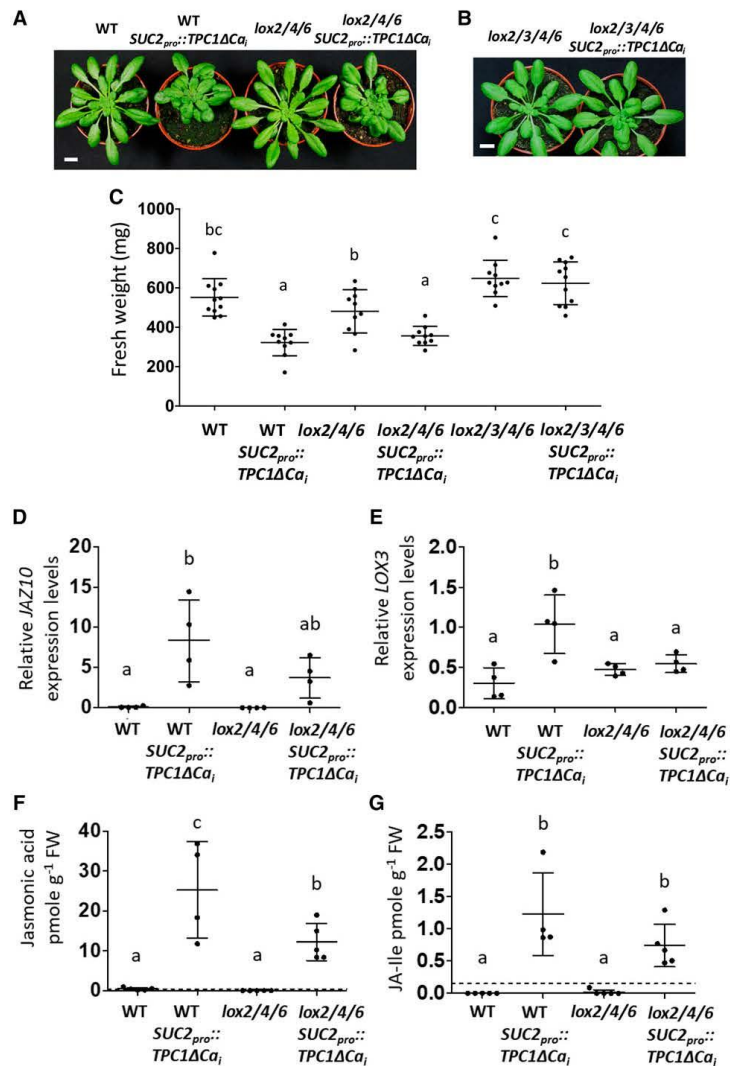 A
WT
WT
SUC2pro::TPC1ΔCai
lox2/4/6
lox2/4/6
SUC2pro::TPC1ΔCai
B
lox2/3/4/6
lox2/3/4/6
SUC2pro::TPC1ΔCai
C
Fresh weight (mg)
1000
800
600
400
200
0
bc
a
b
a
c
c
WT
WT
SUC2pro::
TPC1ΔCai
lox2/4/6
lox2/4/6
SUC2pro::
TPC1ΔCai
lox2/3/4/6
lox2/3/4/6
SUC2pro::
TPC1ΔCai
D
Relative JAZ10
expression levels
20
15
10
5
0
a
b
a
ab
WT
WT
SUC2pro::
TPC1ΔCai
lox2/4/6
lox2/4/6
SUC2pro::
TPC1ΔCai
E
Relative LOX3
expression levels
2.0
1.5
1.0
0.5
0.0
a
b
a
a
WT
WT
SUC2pro::
TPC1ΔCai
lox2/4/6
lox2/4/6
SUC2pro::
TPC1ΔCai
F
Jasmonic acid
pmole g⁻¹ FW
40
30
20
10
0
a
c
a
b
WT
WT
SUC2pro::
TPC1ΔCai
lox2/4/6
lox2/4/6
SUC2pro::
TPC1ΔCai
G
JA-Ile pmole g⁻¹ FW
2.5
2.0
1.5
1.0
0.5
0.0
a
b
a
b
WT
WT
SUC2pro::
TPC1ΔCai
lox2/4/6
lox2/4/6
SUC2pro::
TPC1ΔCai